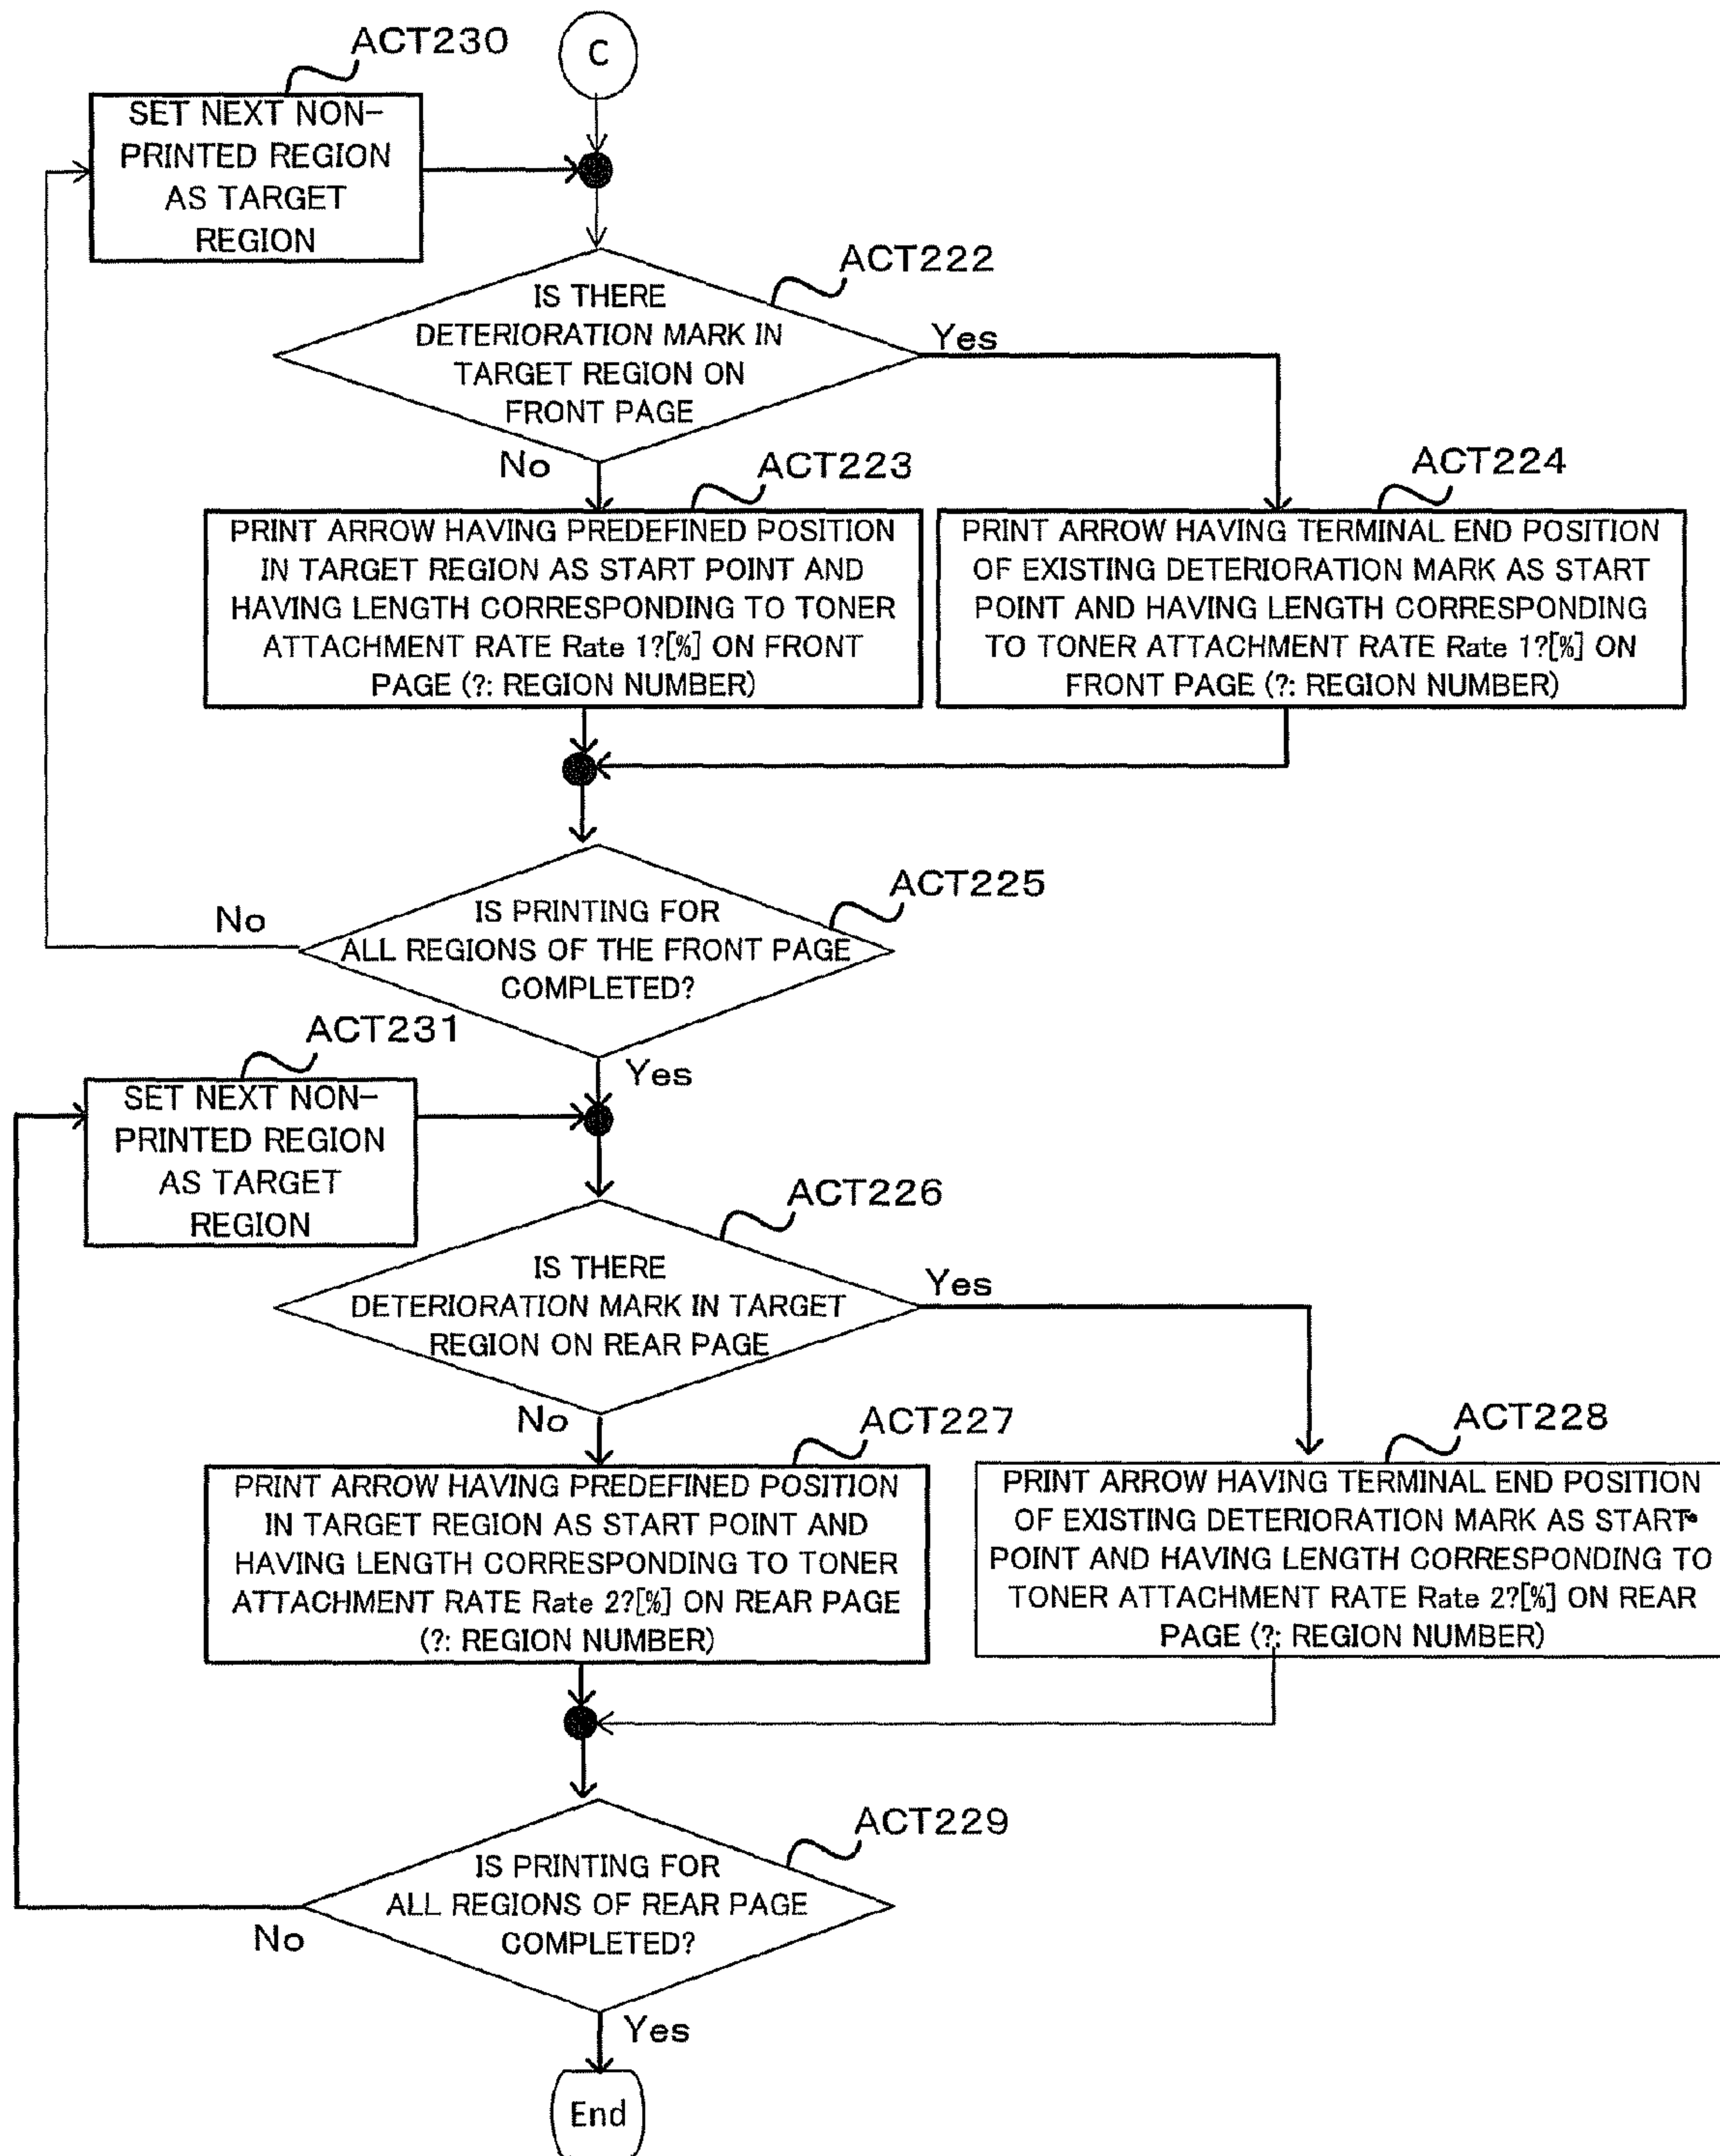 ACT230
C
SET NEXT NON-
PRINTED REGION
AS TARGET
REGION
ACT222
IS THERE
DETERIORATION MARK IN
TARGET REGION ON
FRONT PAGE
Yes
No
ACT223
PRINT ARROW HAVING PREDEFINED POSITION
IN TARGET REGION AS START POINT AND
HAVING LENGTH CORRESPONDING TO TONER
ATTACHMENT RATE Rate 1?[%] ON FRONT
PAGE (?: REGION NUMBER)
ACT224
PRINT ARROW HAVING TERMINAL END POSITION
OF EXISTING DETERIORATION MARK AS START
POINT AND HAVING LENGTH CORRESPONDING
TO TONER ATTACHMENT RATE Rate 1?[%] ON
FRONT PAGE (?: REGION NUMBER)
ACT225
No
IS PRINTING FOR
ALL REGIONS OF THE FRONT PAGE
COMPLETED?
Yes
ACT231
SET NEXT NON-
PRINTED REGION
AS TARGET
REGION
ACT226
IS THERE
DETERIORATION MARK IN TARGET
REGION ON REAR PAGE
Yes
No
ACT227
PRINT ARROW HAVING PREDEFINED POSITION
IN TARGET REGION AS START POINT AND
HAVING LENGTH CORRESPONDING TO TONER
ATTACHMENT RATE Rate 2?[%] ON REAR PAGE
(?: REGION NUMBER)
ACT228
PRINT ARROW HAVING TERMINAL END POSITION
OF EXISTING DETERIORATION MARK AS START
POINT AND HAVING LENGTH CORRESPONDING TO
TONER ATTACHMENT RATE Rate 2?[%] ON REAR
PAGE (?: REGION NUMBER)
ACT229
IS PRINTING FOR
ALL REGIONS OF REAR PAGE
COMPLETED?
No
Yes
End